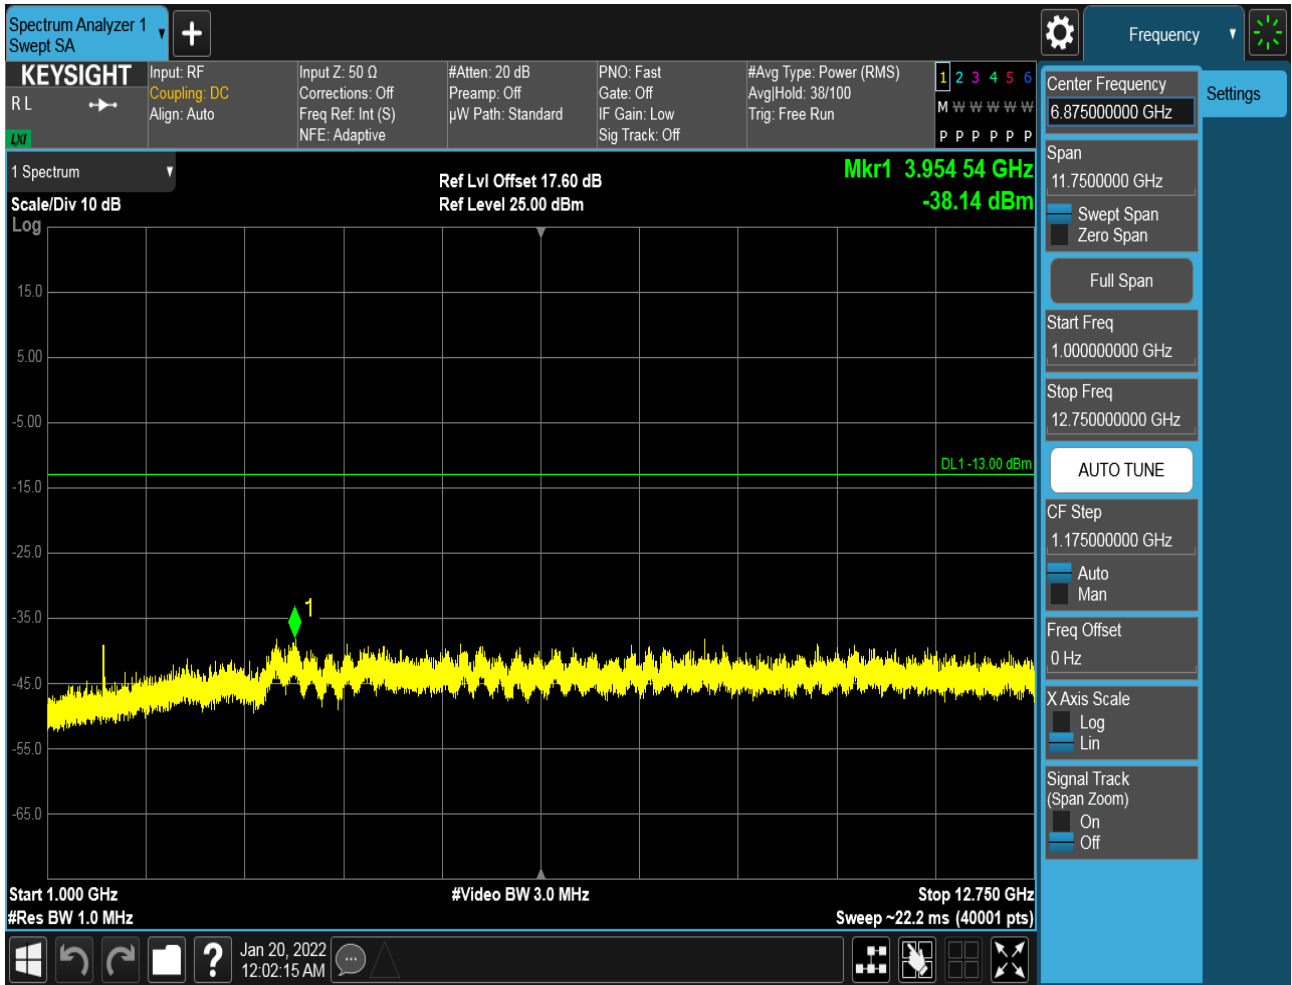 Spectrum Analyzer 1
Swept SA
Frequency
KEYSIGHT
R L
LXI
Input: RF
Coupling: DC
Align: Auto
Input Z: 50 Ω
Corrections: Off
Freq Ref: Int (S)
NFE: Adaptive
#Atten: 20 dB
Preamp: Off
µW Path: Standard
PNO: Fast
Gate: Off
IF Gain: Low
Sig Track: Off
#Avg Type: Power (RMS)
Avg|Hold: 38/100
Trig: Free Run
1 2 3 4 5 6
M W W W W W
P P P P P P
1 Spectrum
Scale/Div 10 dB
Log
Ref Lvl Offset 17.60 dB
Ref Level 25.00 dBm
Mkr1 3.954 54 GHz
-38.14 dBm
15.0
5.00
-5.00
DL1 -13.00 dBm
-15.0
-25.0
-35.0
1
-45.0
-55.0
-65.0
Start 1.000 GHz
#Res BW 1.0 MHz
#Video BW 3.0 MHz
Stop 12.750 GHz
Sweep ~22.2 ms (40001 pts)
Center Frequency
6.875000000 GHz
Settings
Span
11.7500000 GHz
Swept Span
Zero Span
Full Span
Start Freq
1.000000000 GHz
Stop Freq
12.750000000 GHz
AUTO TUNE
CF Step
1.175000000 GHz
Auto
Man
Freq Offset
0 Hz
X Axis Scale
Log
Lin
Signal Track
(Span Zoom)
On
Off
?
Jan 20, 2022
12:02:15 AM